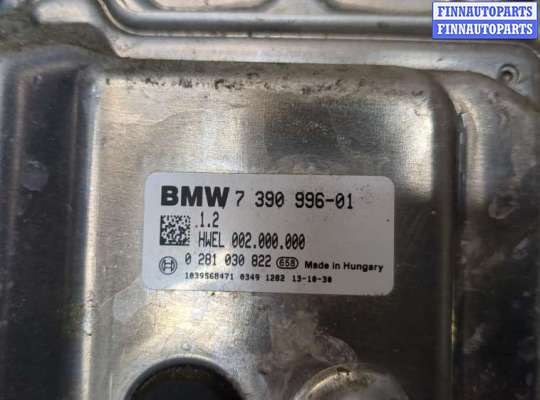 FINNAUTOPARTS
FINNAUTOPARTS
BMW 7 390 996-01
.1.2
HWEL 002.000.000
0 281 030 822 658 Made in Hungary
1039S68471 0349 1282 13-10-30